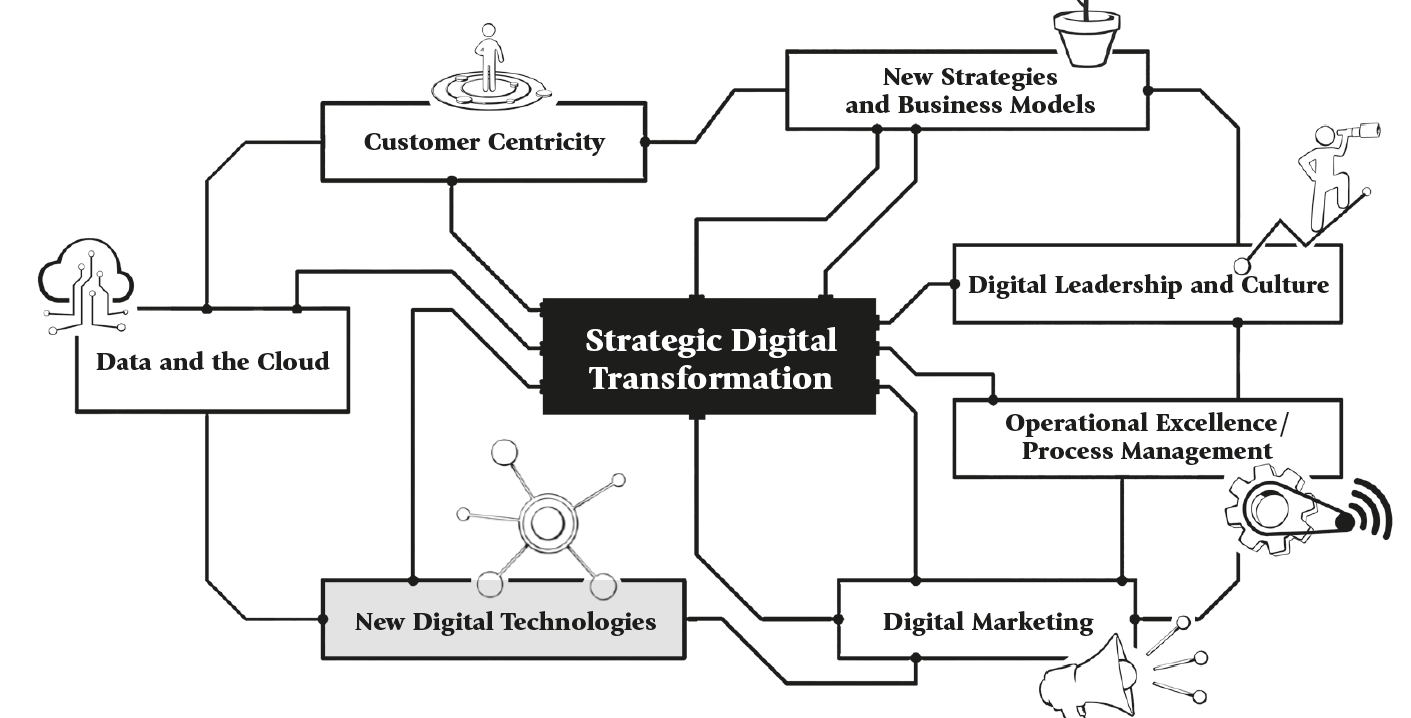 New Strategies
and Business Models
Customer Centricity
Digital Leadership and Culture
Strategic Digital
Transformation
Data and the Cloud
Operational Excellence/
Process Management
New Digital Technologies
Digital Marketing